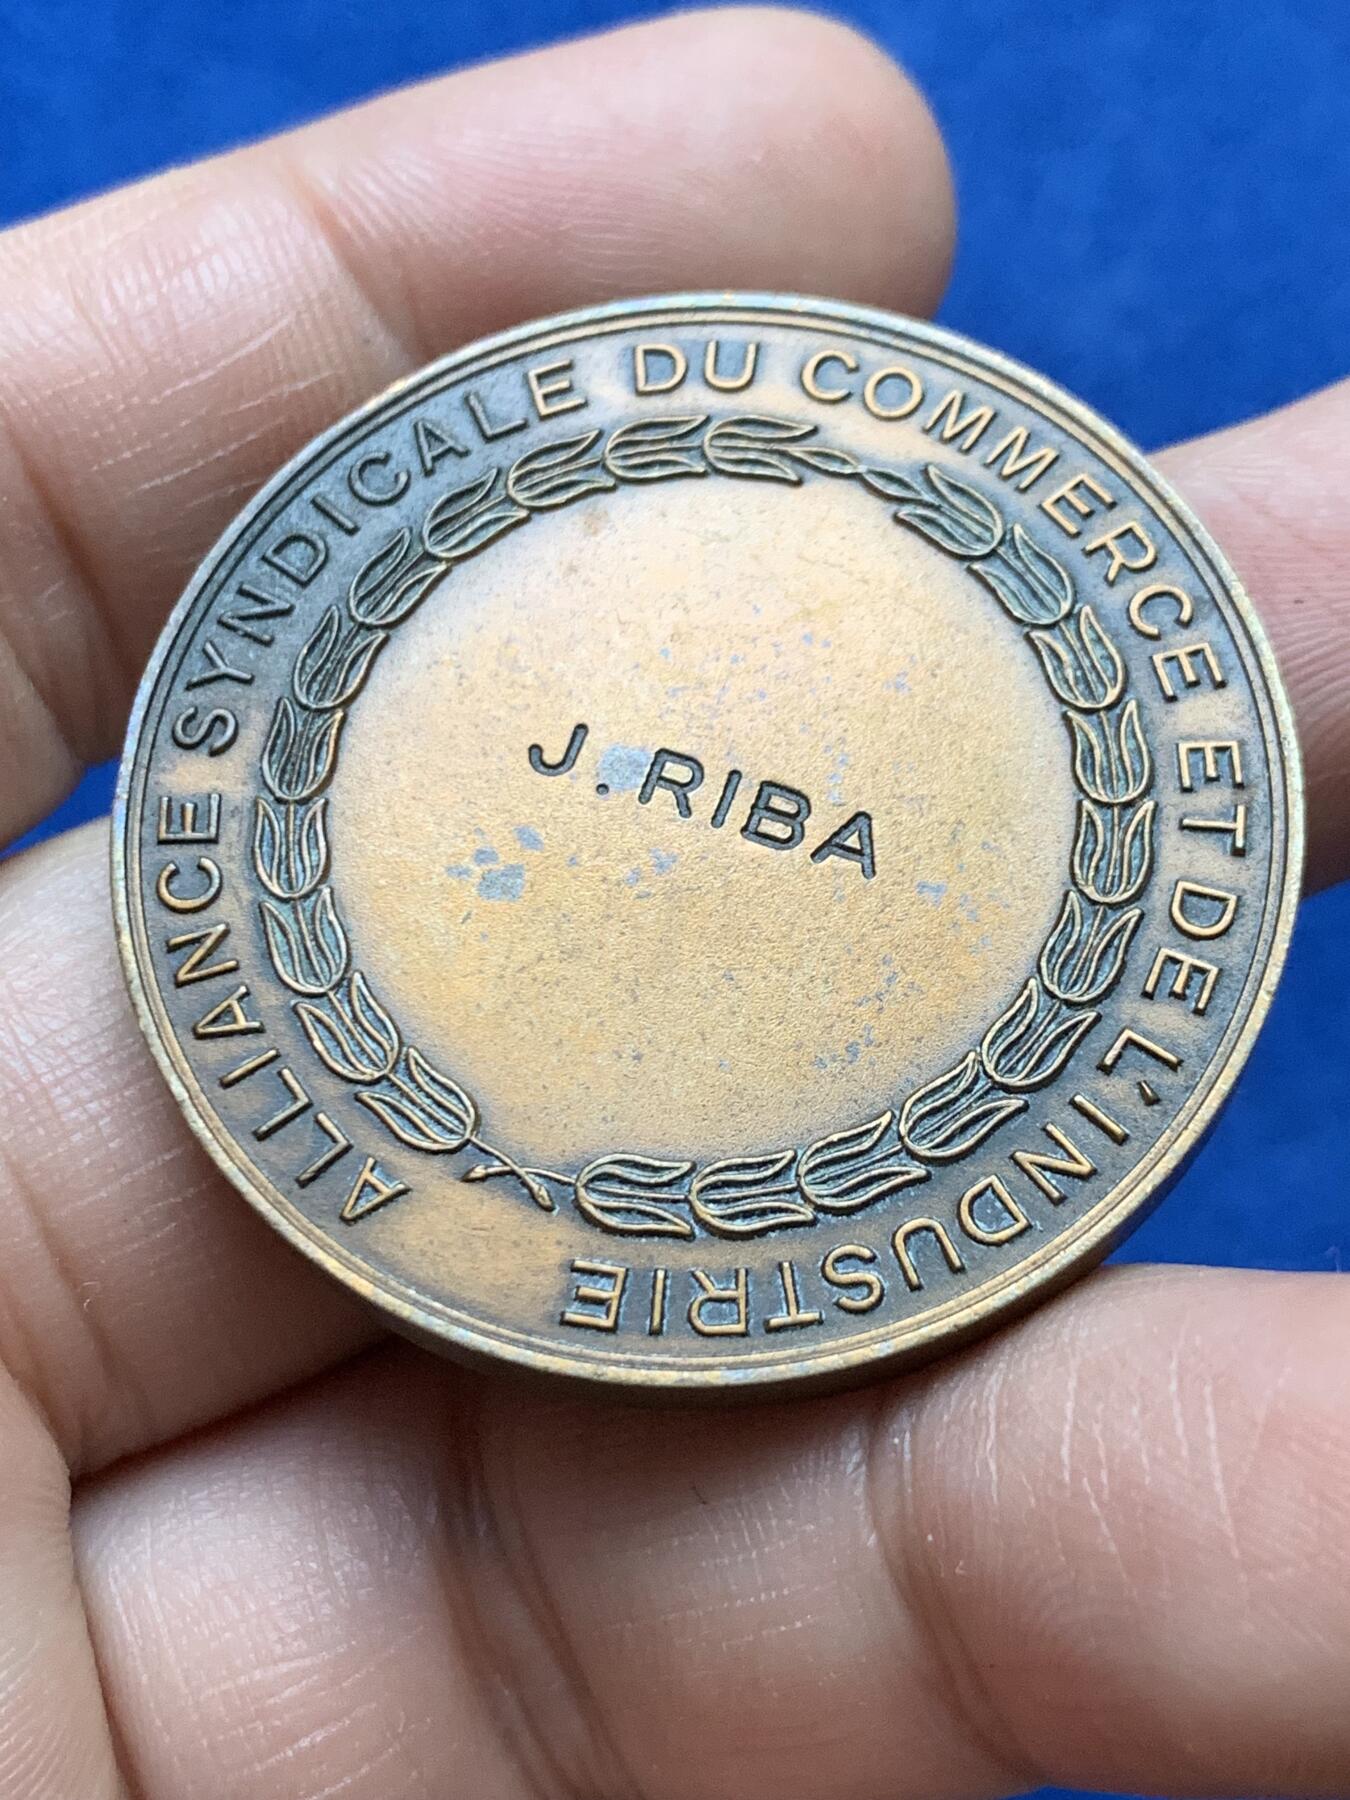 ALLIANCE SYNDICALE DU COMMERCE ET DE L'INDUSTRIE
J. RIBA